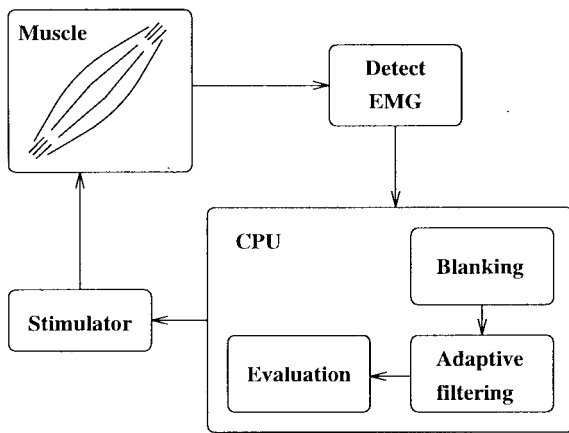 Muscle
Detect
EMG
CPU
Blanking
Stimulator
Evaluation
Adaptive
filtering